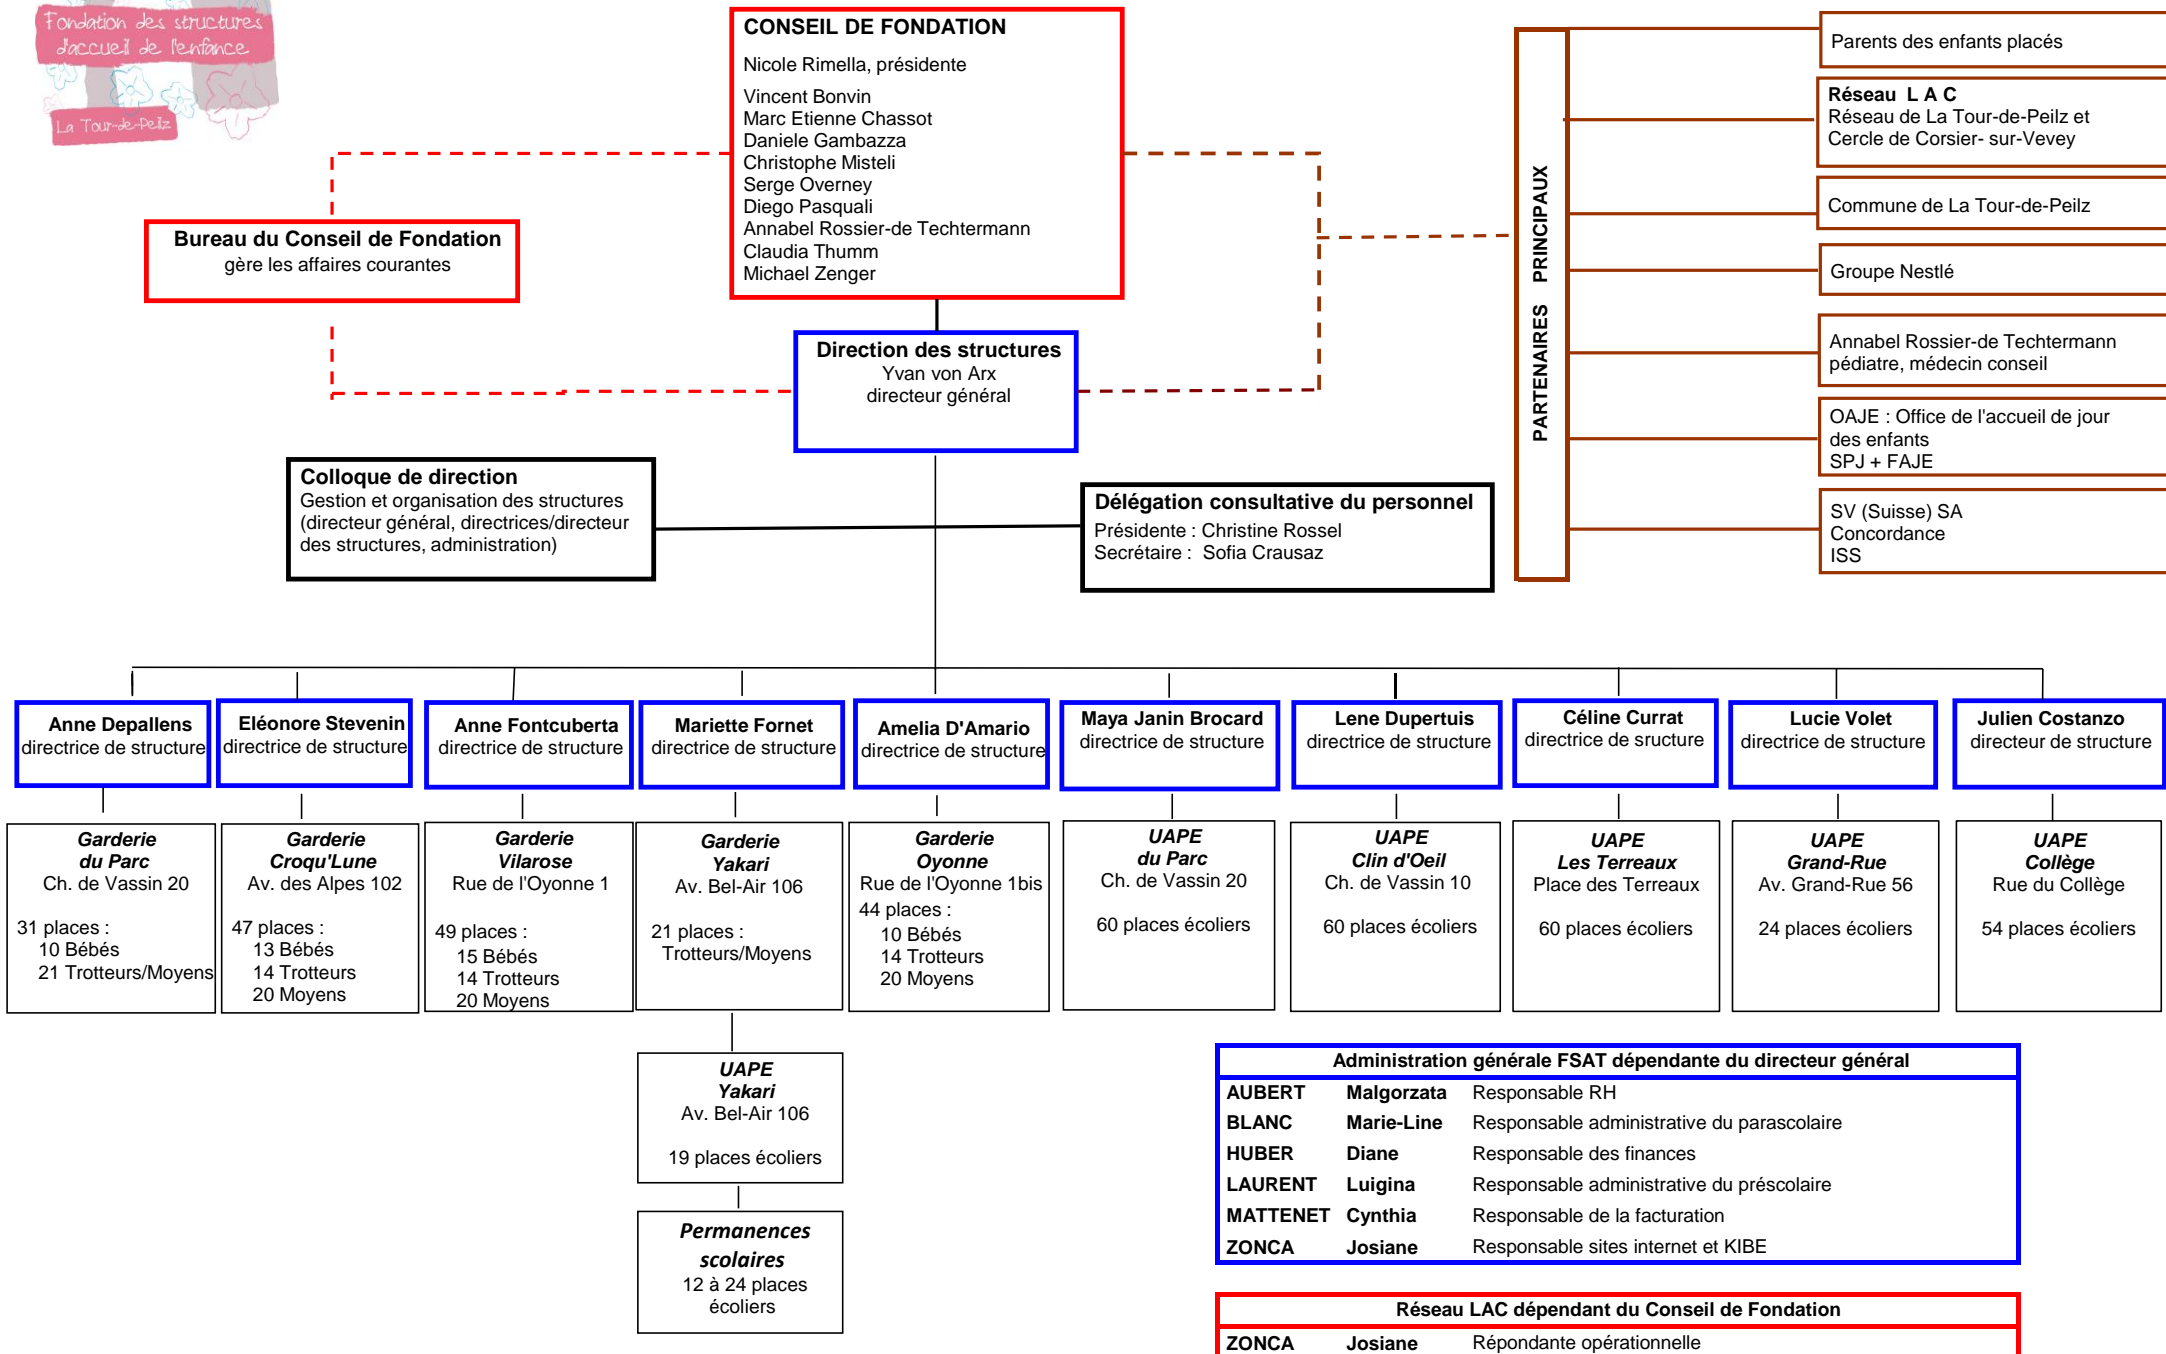 Fondation des structures
d'accueil de l'enfance
La Tour-de-Peilz
CONSEIL DE FONDATION
Nicole Rimella, présidente
Vincent Bonvin
Marc Etienne Chassot
Daniele Gambazza
Christophe Misteli
Serge Overney
Diego Pasquali
Annabel Rossier-de Techtermann
Claudia Thumm
Michael Zenger
Bureau du Conseil de Fondation
gère les affaires courantes
Direction des structures
Yvan von Arx
directeur général
PARTENAIRES PRINCIPAUX
Parents des enfants placés
Réseau L A C
Réseau de La Tour-de-Peilz et
Cercle de Corsier- sur-Vevey
Commune de La Tour-de-Peilz
Groupe Nestlé
Annabel Rossier-de Techtermann
pédiatre, médecin conseil
OAJE : Office de l'accueil de jour
des enfants
SPJ + FAJE
SV (Suisse) SA
Concordance
ISS
Colloque de direction
Gestion et organisation des structures
(directeur général, directrices/directeur
des structures, administration)
Délégation consultative du personnel
Présidente : Christine Rossel
Secrétaire : Sofia Crausaz
Anne Depallens
directrice de structure
Eléonore Stevenin
directrice de structure
Anne Fontcuberta
directrice de structure
Mariette Fornet
directrice de structure
Amelia D'Amario
directrice de structure
Maya Janin Brocard
directrice de structure
Lene Dupertuis
directrice de structure
Céline Currat
directrice de sructure
Lucie Volet
directrice de structure
Julien Costanzo
directeur de structure
Garderie
du Parc
Ch. de Vassin 20
31 places :
10 Bébés
21 Trotteurs/Moyens
Garderie
Croqu'Lune
Av. des Alpes 102
47 places :
13 Bébés
14 Trotteurs
20 Moyens
Garderie
Vilarose
Rue de l'Oyonne 1
49 places :
15 Bébés
14 Trotteurs
20 Moyens
Garderie
Yakari
Av. Bel-Air 106
21 places :
Trotteurs/Moyens
Garderie
Oyonne
Rue de l'Oyonne 1bis
44 places :
10 Bébés
14 Trotteurs
20 Moyens
UAPE
du Parc
Ch. de Vassin 20
60 places écoliers
UAPE
Clin d'Oeil
Ch. de Vassin 10
60 places écoliers
UAPE
Les Terreaux
Place des Terreaux
60 places écoliers
UAPE
Grand-Rue
Av. Grand-Rue 56
24 places écoliers
UAPE
Collège
Rue du Collège
54 places écoliers
UAPE
Yakari
Av. Bel-Air 106
19 places écoliers
Permanences
scolaires
12 à 24 places
écoliers
Administration générale FSAT dépendante du directeur général
AUBERT Malgorzata Responsable RH
BLANC Marie-Line Responsable administrative du parascolaire
HUBER Diane Responsable des finances
LAURENT Luigina Responsable administrative du préscolaire
MATTENET Cynthia Responsable de la facturation
ZONCA Josiane Responsable sites internet et KIBE
Réseau LAC dépendant du Conseil de Fondation
ZONCA Josiane Répondante opérationnelle